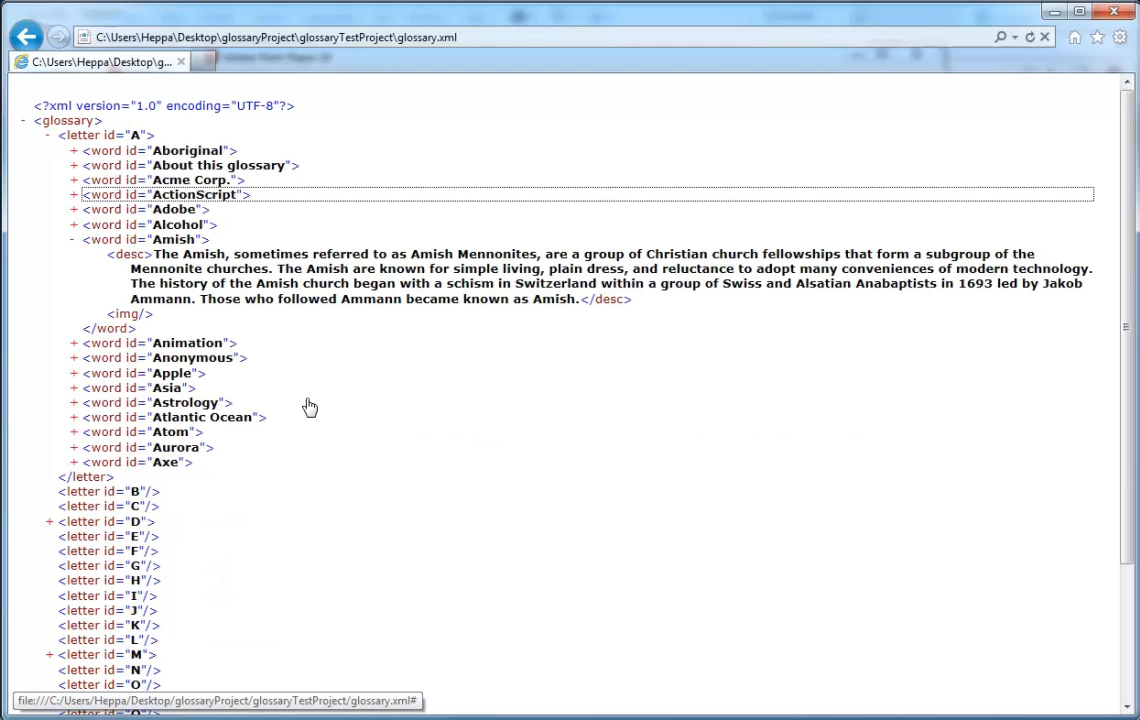 C:\Users\Heppa\Desktop\glossaryProject\glossaryTestProject\glossary.xml
C:\Users\Heppa\Desktop\g...
<?xml version="1.0" encoding="UTF-8"?>
- <glossary>
- <letter id="A">
+ <word id="Aboriginal">
+ <word id="About this glossary">
+ <word id="Acme Corp.">
+ <word id="ActionScript">
+ <word id="Adobe">
+ <word id="Alcohol">
- <word id="Amish">
<desc>The Amish, sometimes referred to as Amish Mennonites, are a group of Christian church fellowships that form a subgroup of the
Mennonite churches. The Amish are known for simple living, plain dress, and reluctance to adopt many conveniences of modern technology.
The history of the Amish church began with a schism in Switzerland within a group of Swiss and Alsatian Anabaptists in 1693 led by Jakob
Ammann. Those who followed Ammann became known as Amish.</desc>
<img/>
</word>
+ <word id="Animation">
+ <word id="Anonymous">
+ <word id="Apple">
+ <word id="Asia">
+ <word id="Astrology">
+ <word id="Atlantic Ocean">
+ <word id="Atom">
+ <word id="Aurora">
+ <word id="Axe">
</letter>
<letter id="B"/>
<letter id="C"/>
+ <letter id="D">
<letter id="E"/>
<letter id="F"/>
<letter id="G"/>
<letter id="H"/>
<letter id="I"/>
<letter id="J"/>
<letter id="K"/>
<letter id="L"/>
+ <letter id="M">
<letter id="N"/>
<letter id="O"/>
file:///C:/Users/Heppa/Desktop/glossaryProject/glossaryTestProject/glossary.xml#